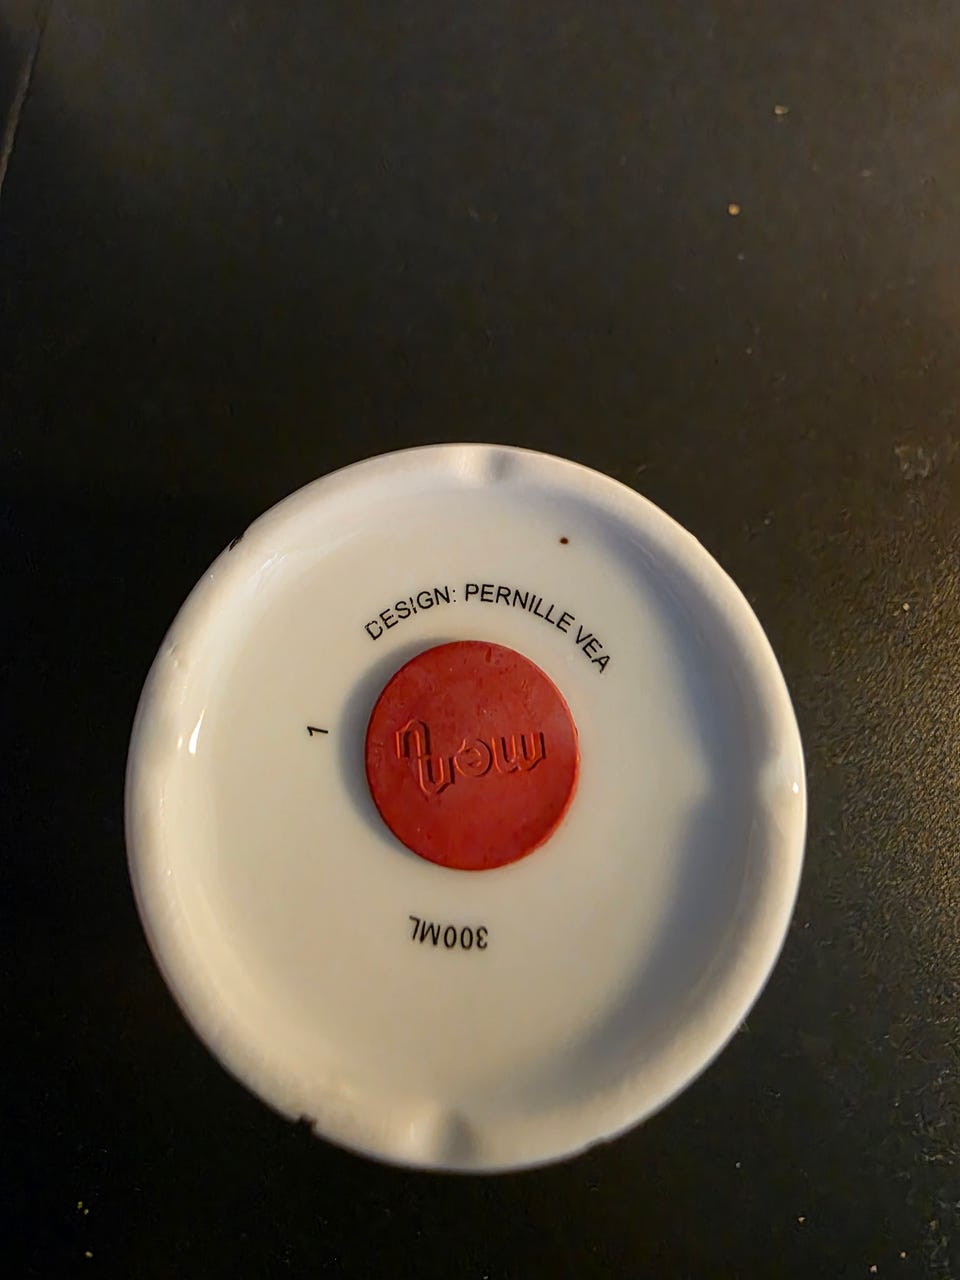 DESIGN: PERNILLE VEA
1
menu
300ML